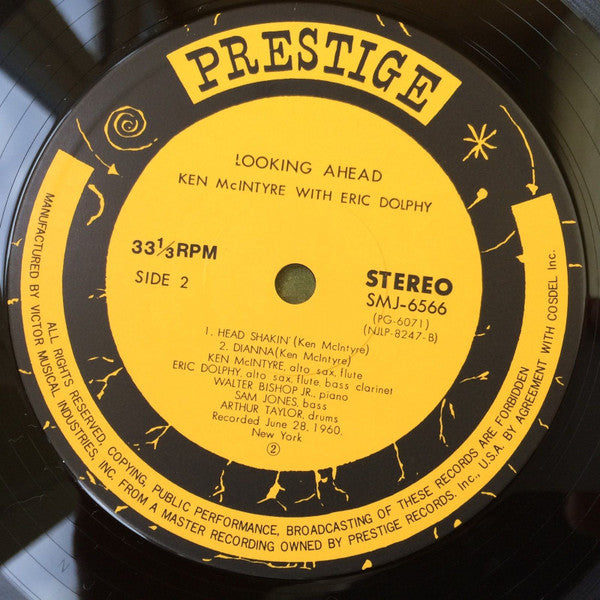 PRESTIGE
LOOKING AHEAD
KEN McINTYRE WITH ERIC DOLPHY
33⅓RPM
SIDE 2
STEREO
SMJ-6566
(PG-6071)
(NJLP-8247-B)
1. HEAD SHAKIN'(Ken McIntyre)
2. DIANNA(Ken McIntyre)
KEN McINTYRE, alto sax, flute
ERIC DOLPHY, alto sax, flute, bass clarinet
WALTER BISHOP JR., piano
SAM JONES, bass
ARTHUR TAYLOR, drums
Recorded June 28, 1960.
New York
②
MANUFACTURED BY VICTOR MUSICAL INDUSTRIES, INC. FROM A MASTER RECORDING OWNED BY PRESTIGE RECORDS, Inc., U.S.A. BY AGREEMENT WITH COSDEL Inc.
ALL RIGHTS RESERVED, COPYING, PUBLIC PERFORMANCE, BROADCASTING OF THESE RECORDS ARE FORBIDDEN